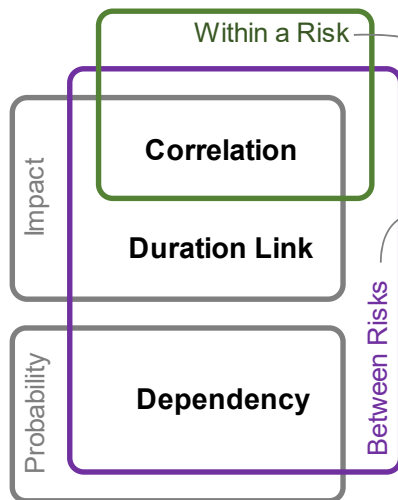 Within a Risk
Correlation
Impact
Duration Link
Between Risks
Dependency
Probability